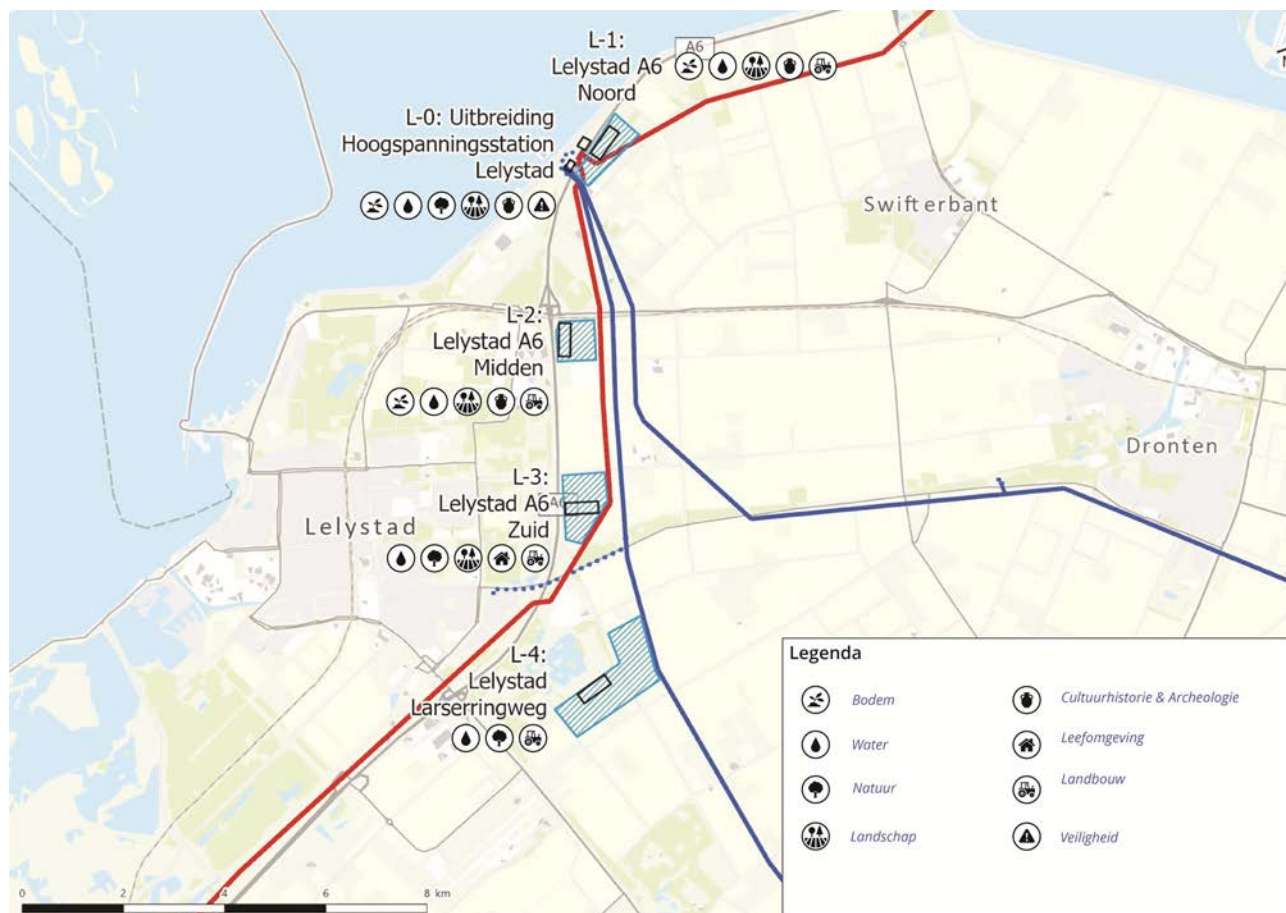 L-1:
Lelystad A6
Noord
A6
L-0: Uitbreiding
Hoogspanningsstation
Lelystad
Swifterbant
L-2:
Lelystad A6
Midden
Dronten
L-3:
Lelystad A6
Zuid
Lelystad
L-4:
Lelystad
Larserringweg
Legenda
Bodem
Cultuurhistorie & Archeologie
Water
Leefomgeving
Natuur
Landbouw
Landschap
Veiligheid
0 2 4 6 8 km